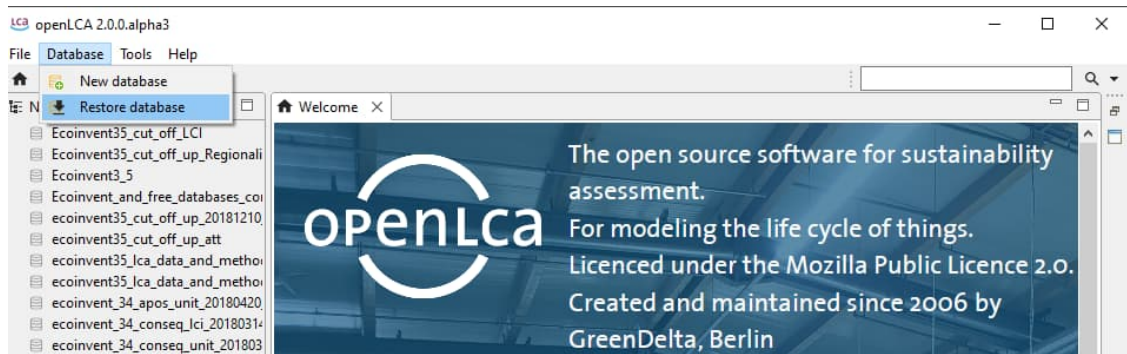 LCa openLCA 2.0.0.alpha3
File Database Tools Help
New database
Restore database
N
Welcome
Ecoinvent35_cut_off_LCI
Ecoinvent35_cut_off_up_Regionali
Ecoinvent3_5
Ecoinvent_and_free_databases_co
ecoinvent35_cut_off_up_20181210_
ecoinvent35_cut_off_up_att
ecoinvent35_lca_data_and_metho
ecoinvent35_lca_data_and_metho
ecoinvent_34_apos_unit_20180420_
ecoinvent_34_conseq_lci_2018031
ecoinvent_34_conseq_unit_201803
openLCa
The open source software for sustainability
assessment.
For modeling the life cycle of things.
Licenced under the Mozilla Public Licence 2.0.
Created and maintained since 2006 by
GreenDelta, Berlin